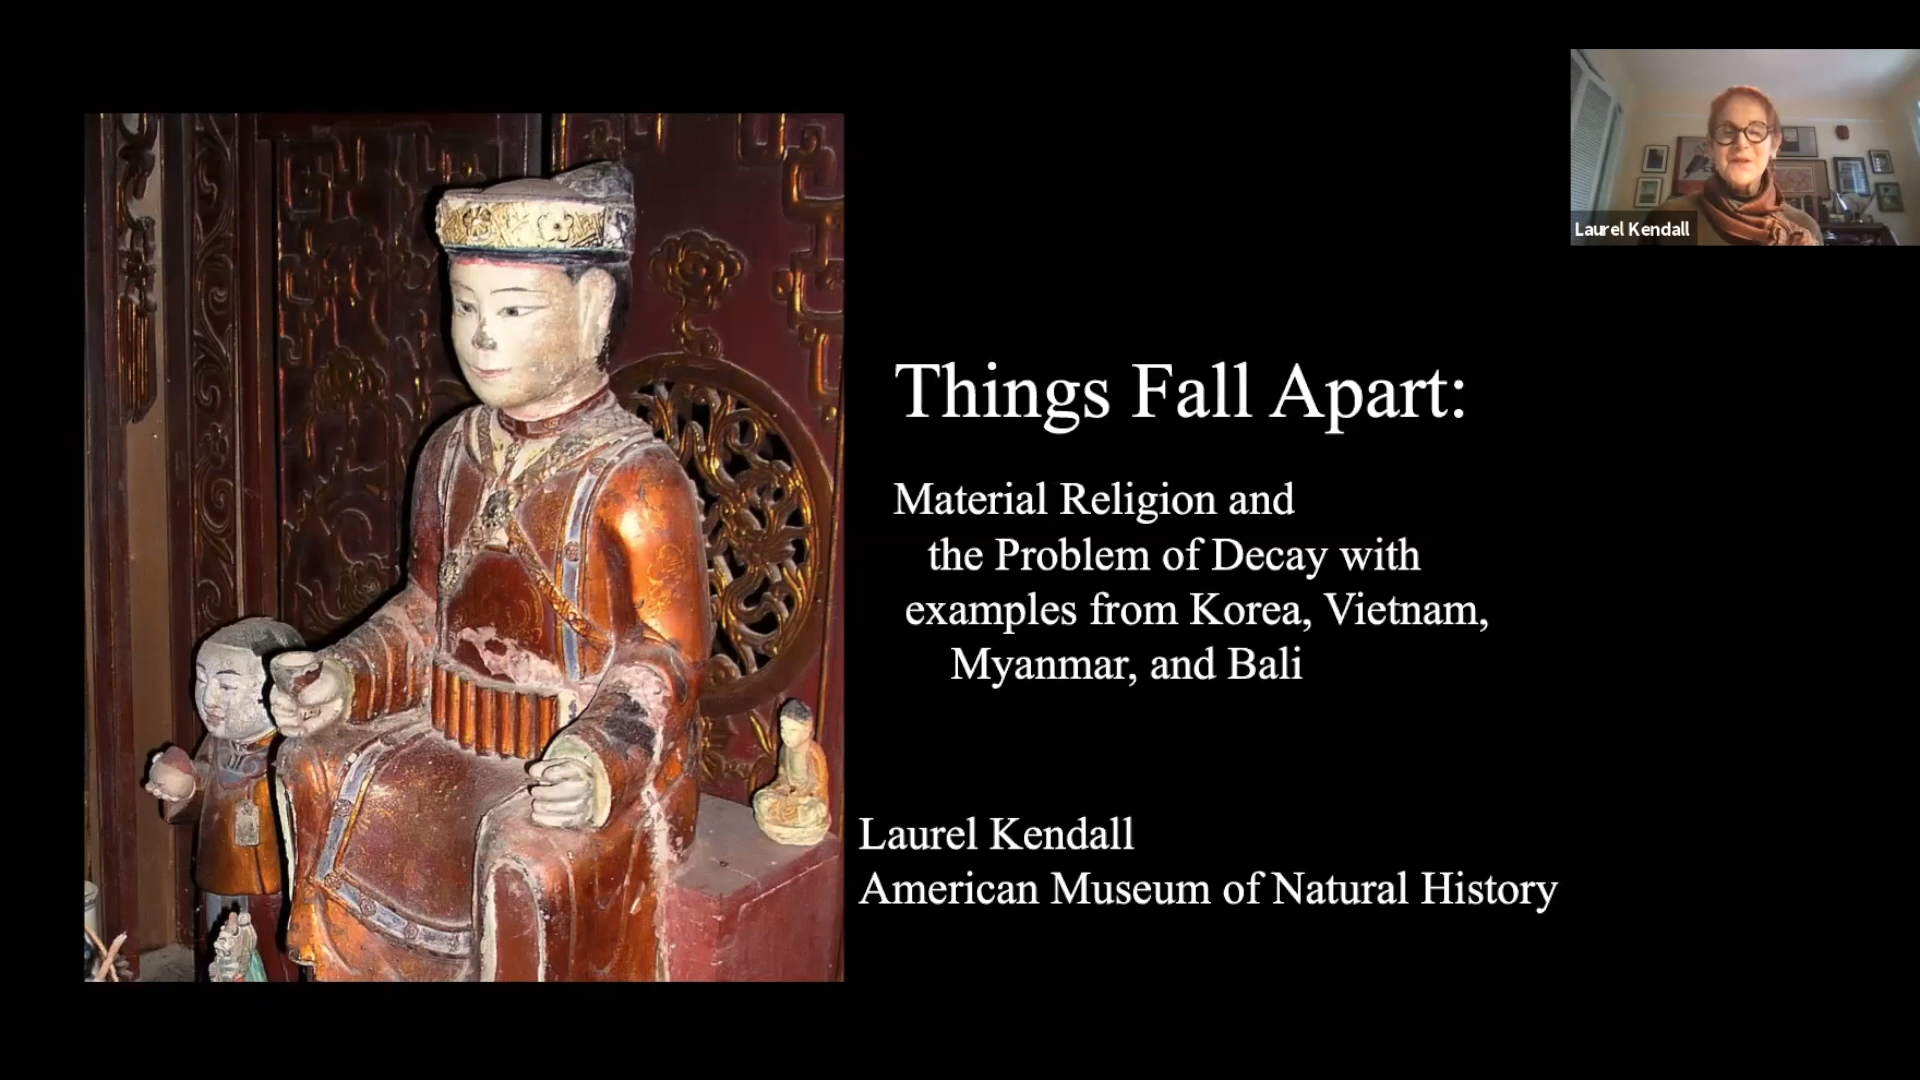 Things Fall Apart:
Material Religion and
the Problem of Decay with
examples from Korea, Vietnam,
Myanmar, and Bali
Laurel Kendall
American Museum of Natural History
Laurel Kendall